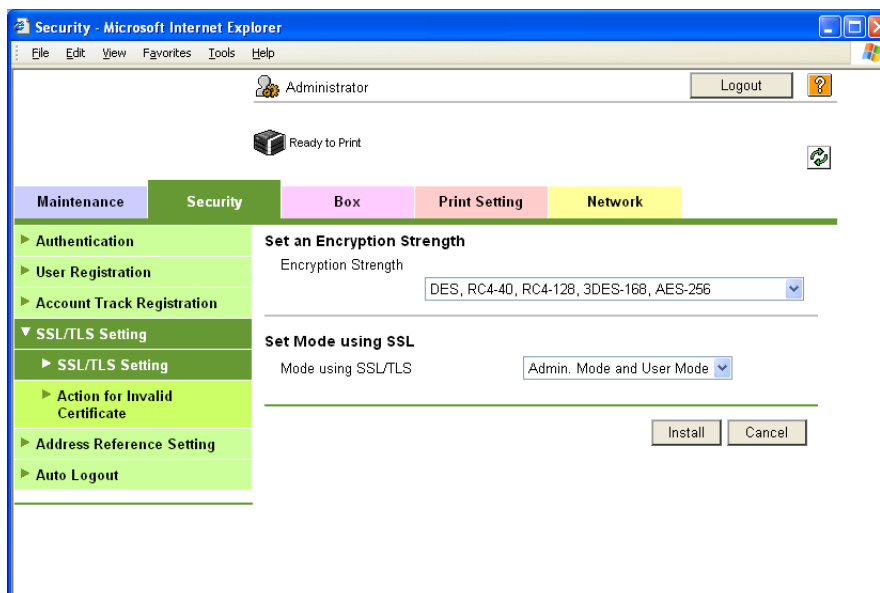 Security - Microsoft Internet Explorer
File Edit View Favorites Tools Help
Administrator
Logout
?
Ready to Print
Maintenance Security Box Print Setting Network
Authentication
User Registration
Account Track Registration
SSL/TLS Setting
SSL/TLS Setting
Action for Invalid
Certificate
Address Reference Setting
Auto Logout
Set an Encryption Strength
Encryption Strength
DES, RC4-40, RC4-128, 3DES-168, AES-256
Set Mode using SSL
Mode using SSL/TLS
Admin. Mode and User Mode
Install Cancel